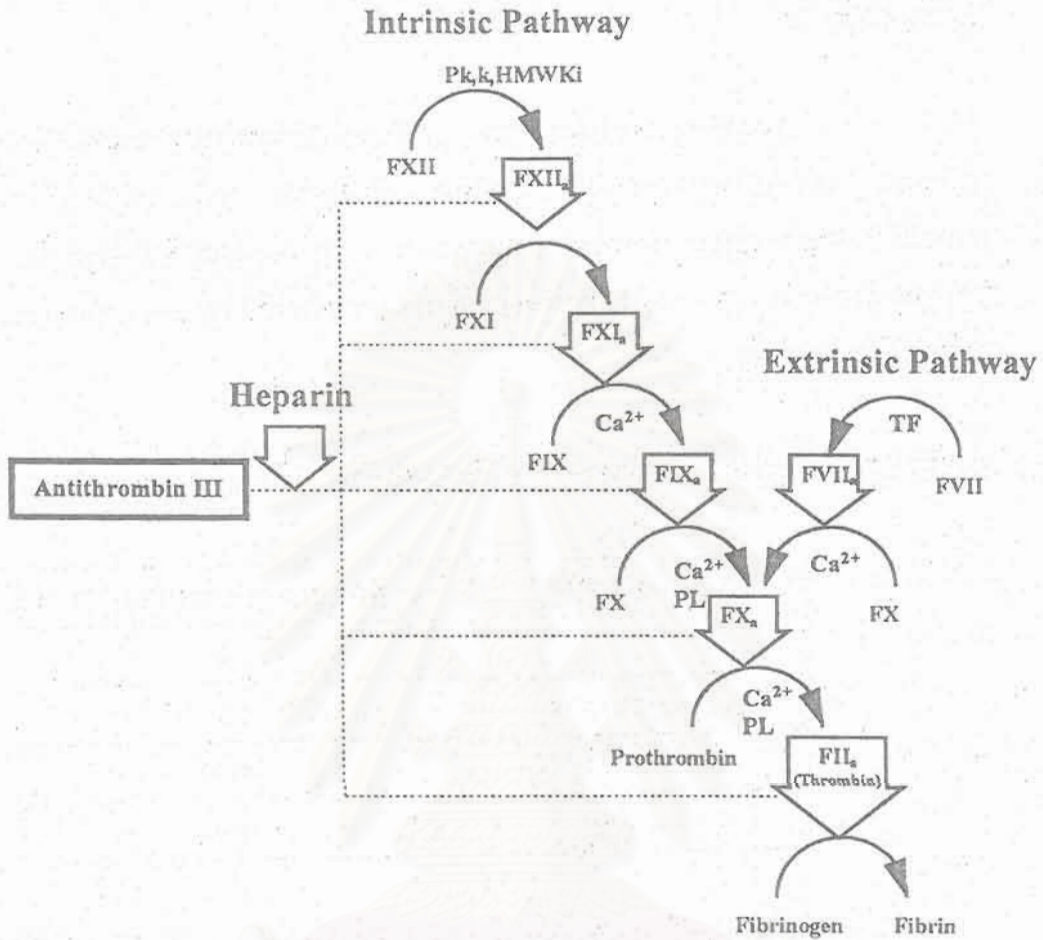 Intrinsic Pathway
Pk,k,HMWKi
FXII
FXIIa
FXI
FXIa
Extrinsic Pathway
Heparin
Ca2+
TF
FIX
FIXa
FVIIa
FVII
Antithrombin III
Ca2+
PL
Ca2+
FX
FXa
FX
Ca2+
PL
Prothrombin
FIIa
(Thrombin)
Fibrinogen
Fibrin